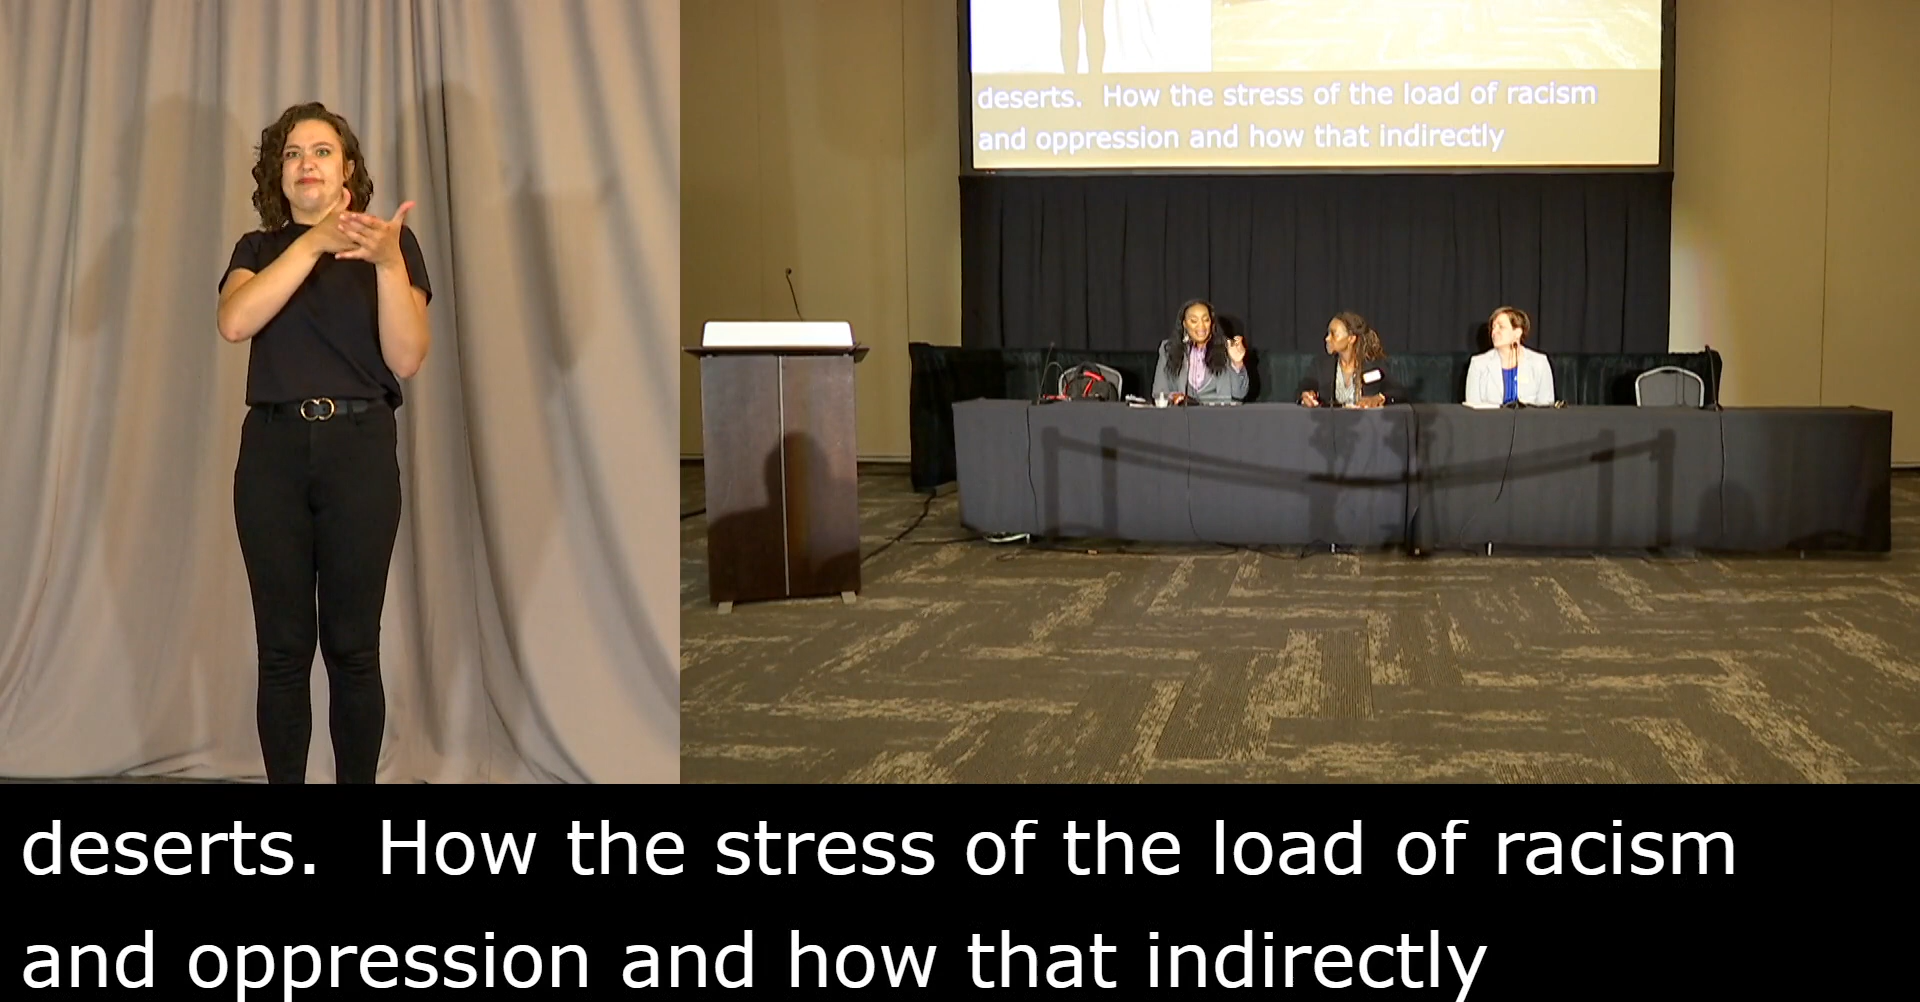 deserts.  How the stress of the load of racism
and oppression and how that indirectly
deserts.  How the stress of the load of racism
and oppression and how that indirectly